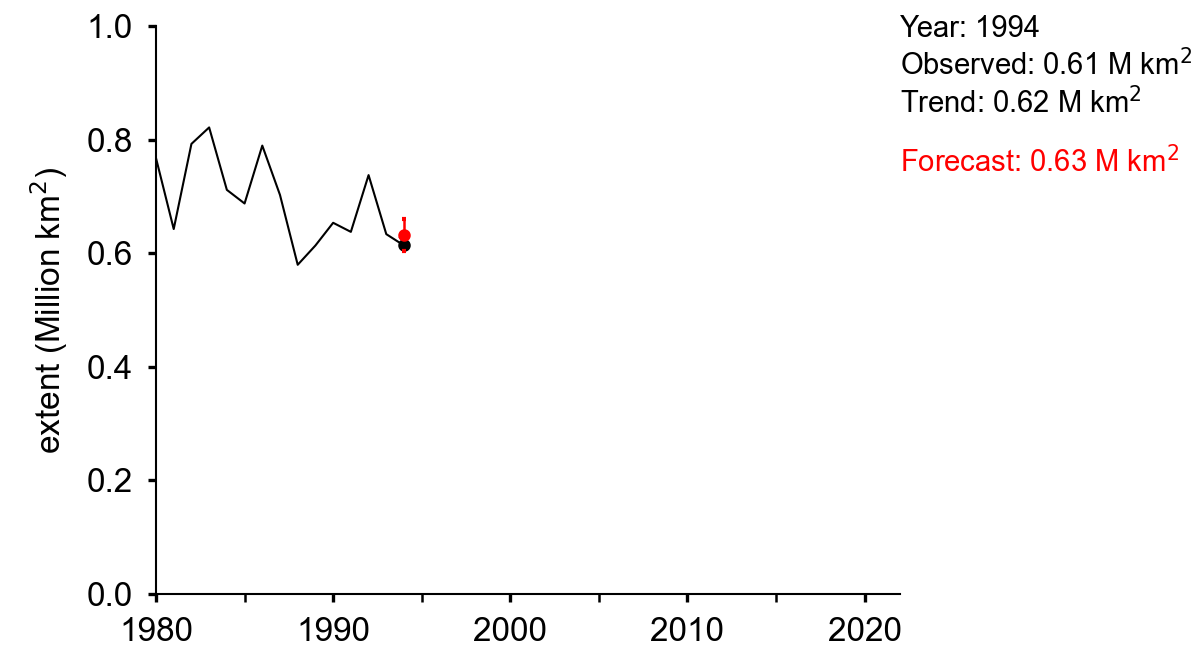 Year: 1994
Observed: 0.61 M km²
Trend: 0.62 M km²
Forecast: 0.63 M km²
extent (Million km²)
1.0
0.8
0.6
0.4
0.2
0.0
1980 1990 2000 2010 2020